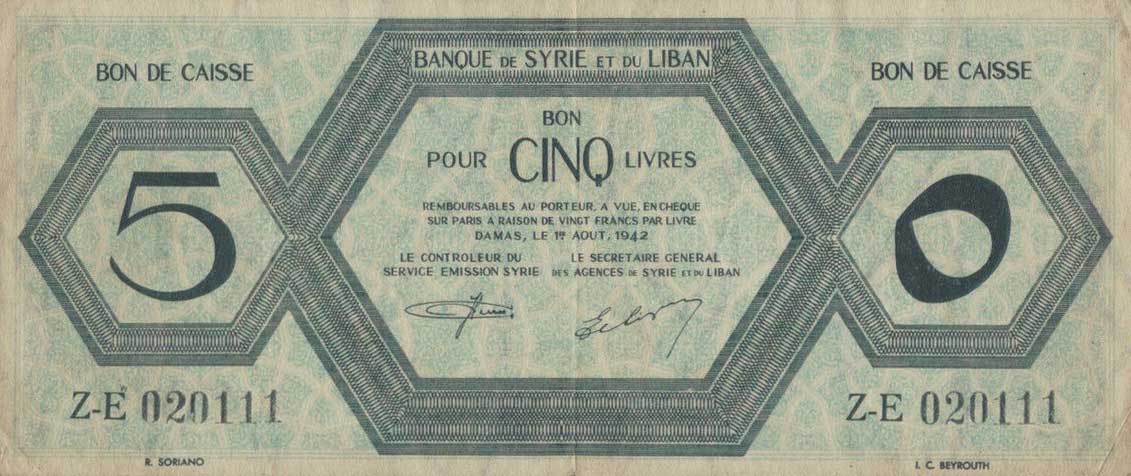 BANQUE DE SYRIE ET DU LIBAN
BON DE CAISSE
BON DE CAISSE
BON
POUR CINQ LIVRES
5
٥
REMBOURSABLES AU PORTEUR, A VUE, EN CHEQUE
SUR PARIS A RAISON DE VINGT FRANCS PAR LIVRE
DAMAS, LE 1ER AOUT. 1942
LE CONTROLEUR DU
SERVICE EMISSION SYRIE
LE SECRETAIRE GENERAL
DES AGENCES DE SYRIE ET DU LIBAN
Z-E 020111
Z-E 020111
R. SORIANO
I. C. BEYROUTH